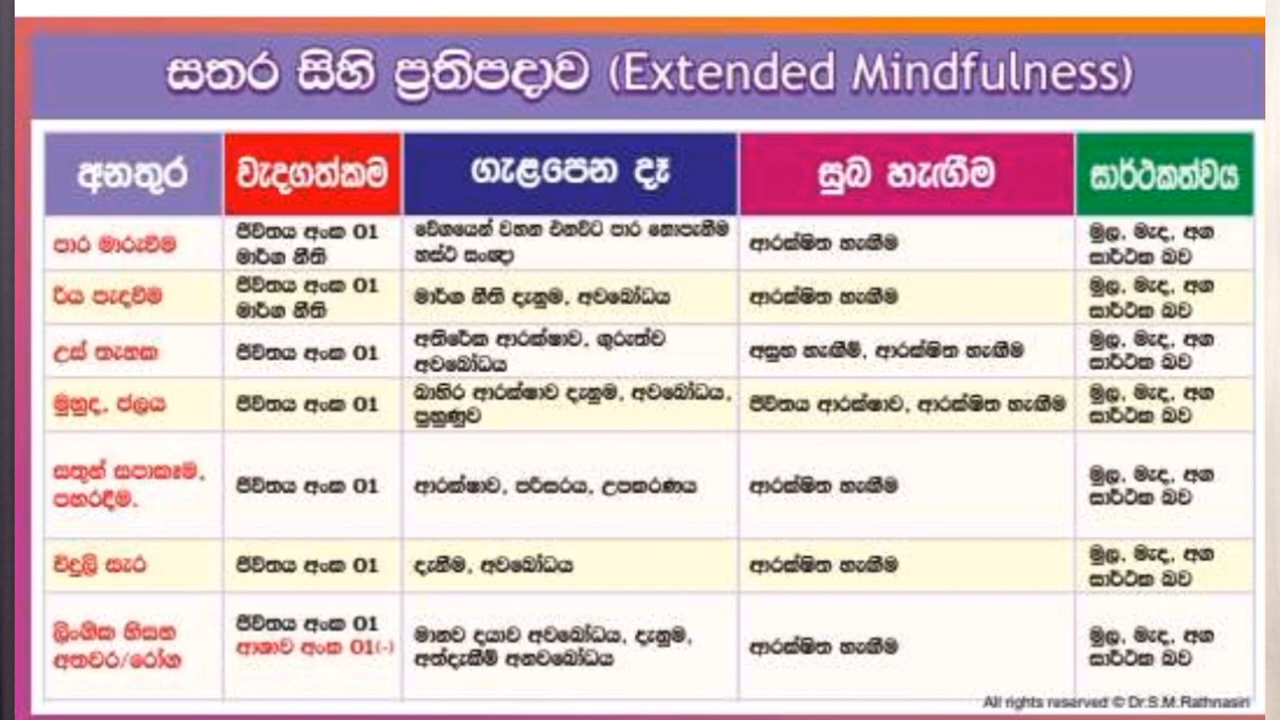 සතර සිහි ප්‍රතිපදාව (Extended Mindfulness)
අනතුර වැදගත්කම ගැළපෙන දෑ සුබ හැඟීම සාර්ථකත්වය
පාර මාරුවීම
ජීවිතය අංක 01
මාර්ග නීති
වේගයෙන් වහන එනවිට පාර නොපැනීම
හස්ථ සංඥා
ආරක්ෂිත හැඟීම
මුල, මැද, අග
සාර්ථක බව
රිය පැදවීම
ජීවිතය අංක 01
මාර්ග නීති
මාර්ග නීති දැනුම, අවබෝධය
ආරක්ෂිත හැඟීම
මුල, මැද, අග
සාර්ථක බව
උස් තැනක
ජීවිතය අංක 01
අතිරේක ආරක්ෂාව, ගුරුත්ව
අවබෝධය
අසුභ හැඟීම්, ආරක්ෂිත හැඟීම
මුල, මැද, අග
සාර්ථක බව
මුහුද, ජලය
ජීවිතය අංක 01
බාහිර ආරක්ෂාව දැනුම, අවබෝධය,
පුහුණුව
ජීවිතය ආරක්ෂාව, ආරක්ෂිත හැඟීම
මුල, මැද, අග
සාර්ථක බව
සතුන් සපාකෑම,
පහරදීම.
ජීවිතය අංක 01
ආරක්ෂාව, පරිසරය, උපකරණය
ආරක්ෂිත හැඟීම
මුල, මැද, අග
සාර්ථක බව
විදුලි සැර
ජීවිතය අංක 01
දැනීම, අවබෝධය
ආරක්ෂිත හැඟීම
මුල, මැද, අග
සාර්ථක බව
ලිංගික හිසන
අතවර/රෝග
ජීවිතය අංක 01
ආශාව අංක 01(-)
මානව දයාව අවබෝධය, දැනුම,
අත්දැකීම් අනවබෝධය
ආරක්ෂිත හැඟීම
මුල, මැද, අග
සාර්ථක බව
All rights reserved © Dr.S.M.Rathnasiri